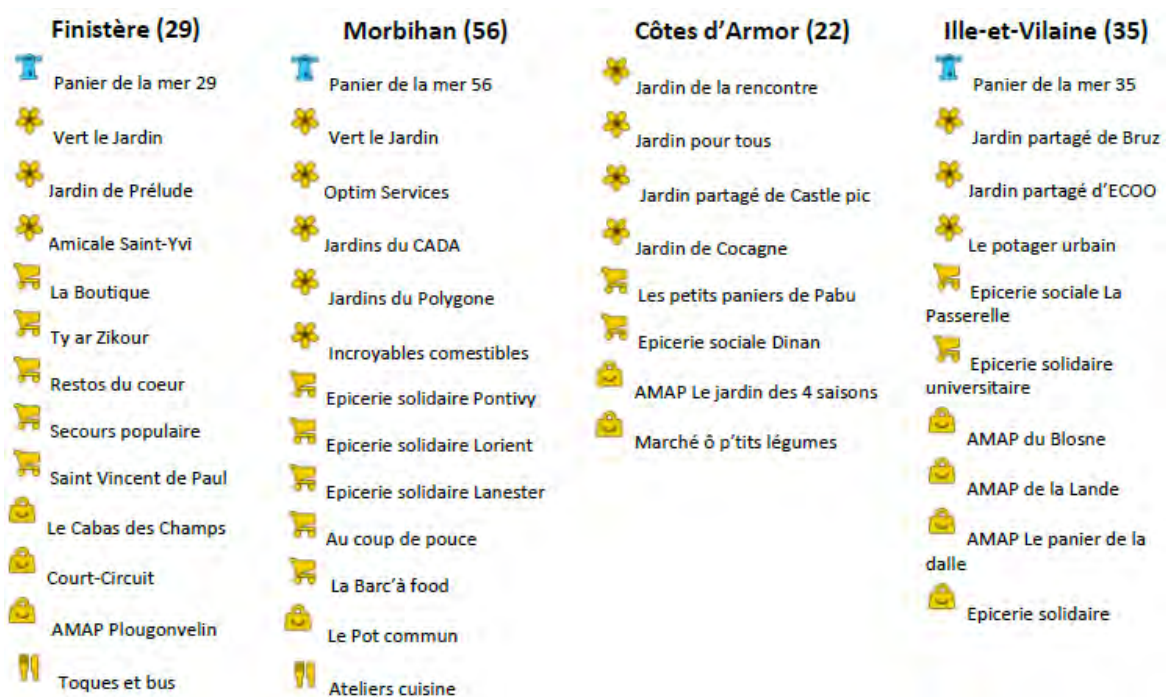 Finistère (29)
Panier de la mer 29
Vert le Jardin
Jardin de Prélude
Amicale Saint-Yvi
La Boutique
Ty ar Zikour
Restos du coeur
Secours populaire
Saint Vincent de Paul
Le Cabas des Champs
Court-Circuit
AMAP Plougonvelin
Toques et bus
Morbihan (56)
Panier de la mer 56
Vert le Jardin
Optim Services
Jardins du CADA
Jardins du Polygone
Incroyables comestibles
Epicerie solidaire Pontivy
Epicerie solidaire Lorient
Epicerie solidaire Lanester
Au coup de pouce
La Barc'à food
Le Pot commun
Ateliers cuisine
Côtes d'Armor (22)
Jardin de la rencontre
Jardin pour tous
Jardin partagé de Castle pic
Jardin de Cocagne
Les petits paniers de Pabu
Epicerie sociale Dinan
AMAP Le jardin des 4 saisons
Marché ô p'tits légumes
Ille-et-Vilaine (35)
Panier de la mer 35
Jardin partagé de Bruz
Jardin partagé d'ECOO
Le potager urbain
Epicerie sociale La
Passerelle
Epicerie solidaire
universitaire
AMAP du Blosne
AMAP de la Lande
AMAP Le panier de la
dalle
Epicerie solidaire